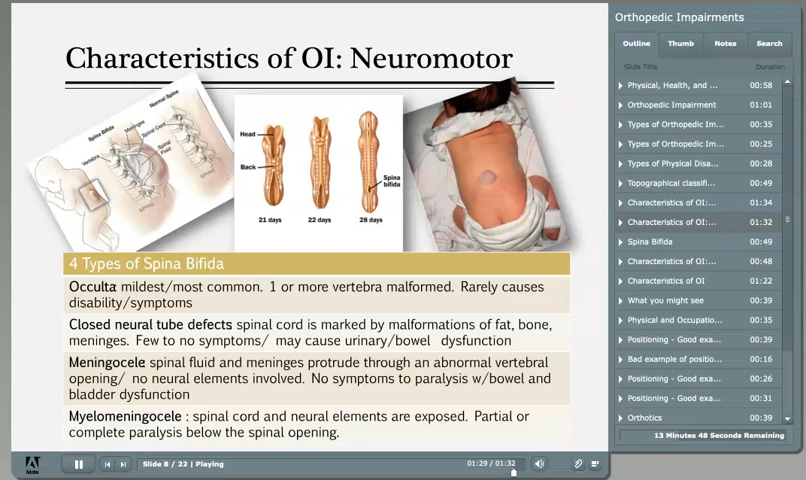 Characteristics of OI: Neuromotor
Spina Bifida
Normal Spine
Meninges
Spinal Cord
Spinal
Fluid
Vertebra
Head
Back
Spina
bifida
21 days
22 days
28 days
4 Types of Spina Bifida
Occulta: mildest/most common. 1 or more vertebra malformed. Rarely causes
disability/symptoms
Closed neural tube defects: spinal cord is marked by malformations of fat, bone,
meninges. Few to no symptoms/ may cause urinary/bowel dysfunction
Meningocele: spinal fluid and meninges protrude through an abnormal vertebral
opening/ no neural elements involved. No symptoms to paralysis w/bowel and
bladder dysfunction
Myelomeningocele : spinal cord and neural elements are exposed. Partial or
complete paralysis below the spinal opening.
Adobe
Slide 8 / 22 | Playing
01:29 / 01:32
Orthopedic Impairments
Outline Thumb Notes Search
Slide Title Duration
Physical, Health, and ... 00:58
Orthopedic Impairment 01:01
Types of Orthopedic Im... 00:35
Types of Orthopedic Im... 00:25
Types of Physical Disa... 00:28
Topographical classifi... 00:49
Characteristics of OI:... 01:34
Characteristics of OI:... 01:32
Spina Bifida 00:49
Characteristics of OI:... 00:48
Characteristics of OI 01:22
What you might see 00:39
Physical and Occupatio... 00:35
Positioning - Good exa... 00:39
Bad example of positio... 00:16
Positioning - Good exa... 00:26
Positioning - Good exa... 00:31
Orthotics 00:39
13 Minutes 48 Seconds Remaining